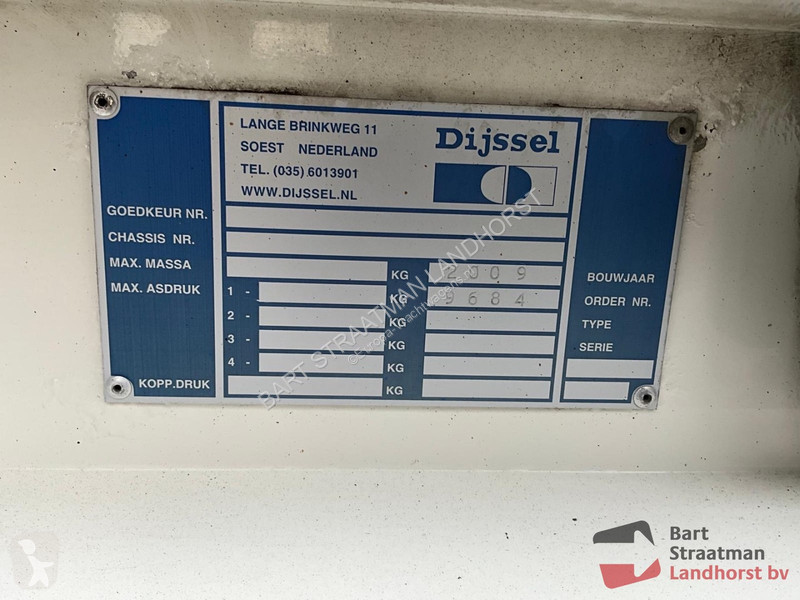 LANGE BRINKWEG 11
SOEST NEDERLAND
TEL. (035) 6013901
WWW.DIJSSEL.NL
Dijssel
GOEDKEUR NR.
CHASSIS NR.
MAX. MASSA KG 2009 BOUWJAAR
MAX. ASDRUK 1 - KG 9684 ORDER NR.
2 - KG TYPE
3 - KG SERIE
4 - KG
KOPP.DRUK KG
BART STRAATMAN LANDHORST
Bart
Straatman
Landhorst bv